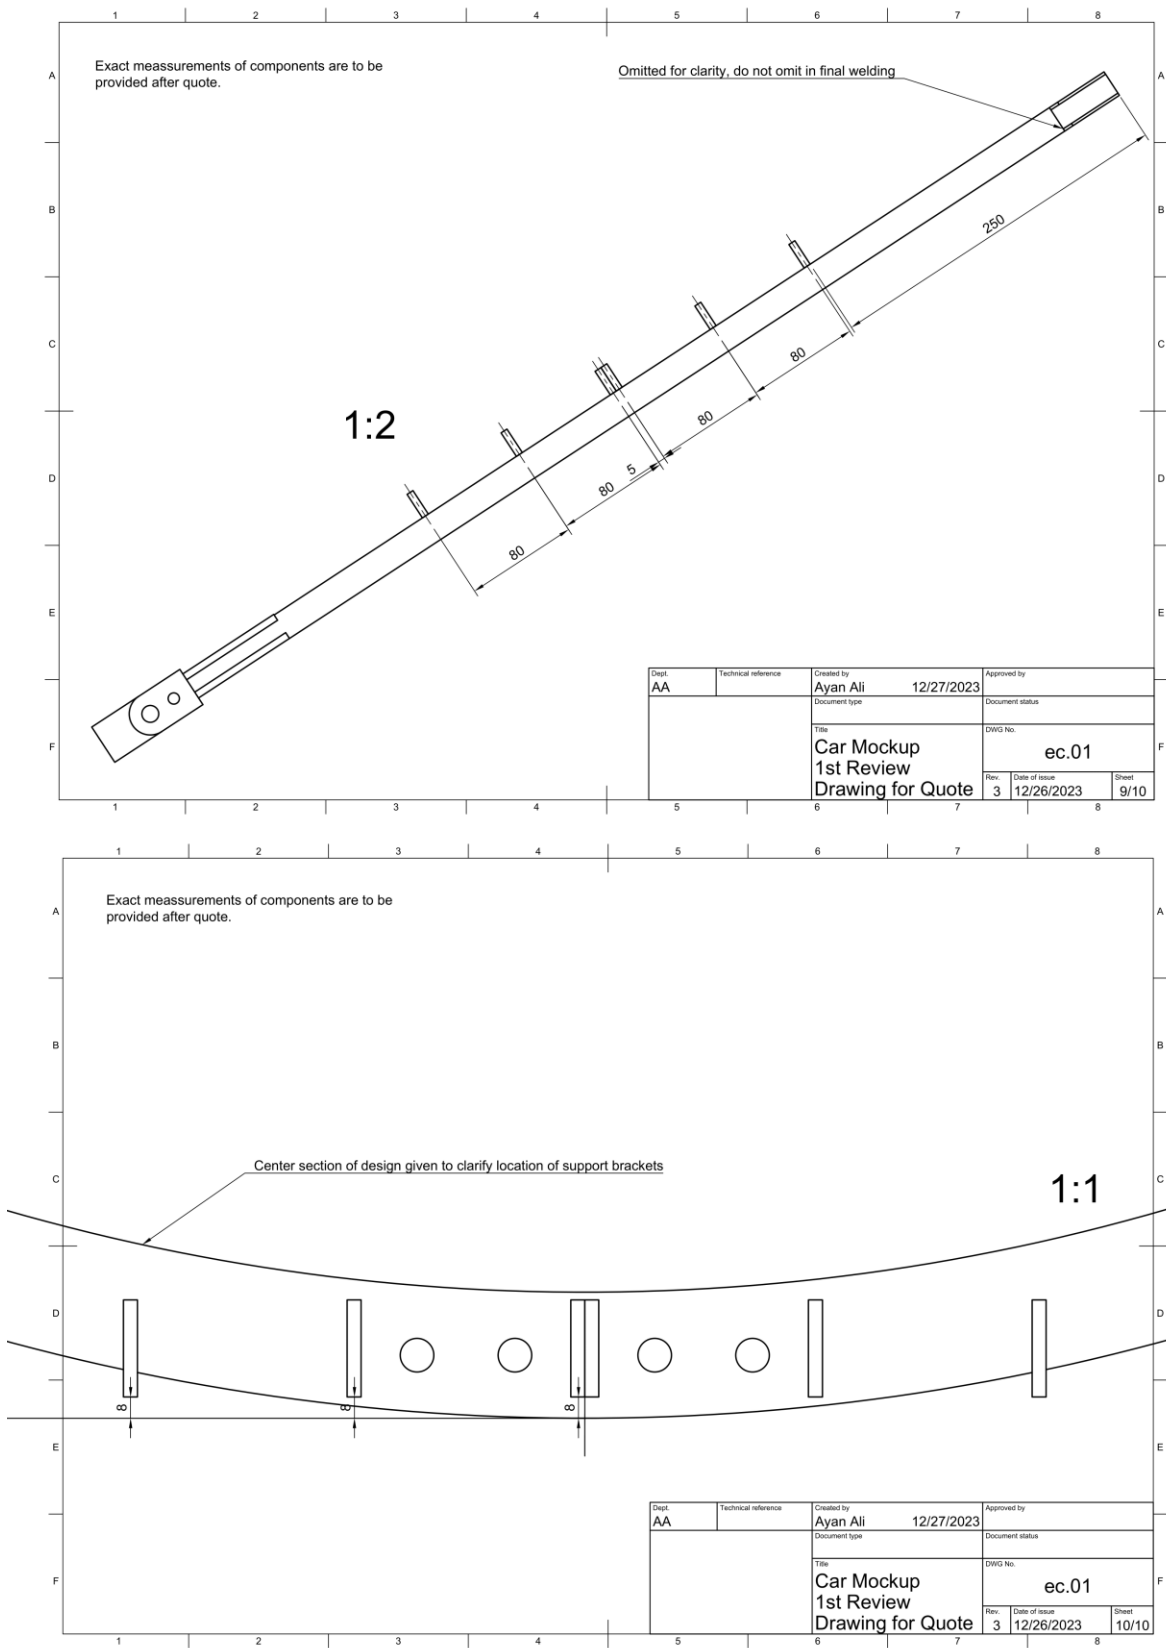 1 2 3 4 5 6 7 8
Exact meassurements of components are to be
provided after quote.
Omitted for clarity, do not omit in final welding
A A
B B
250
C C
80
80
1:2
D D
5
80
80
E E
Dept. Technical reference Created by Approved by
AA Ayan Ali 12/27/2023
Document type Document status
Title DWG No.
Car Mockup
1st Review
Drawing for Quote
ec.01
F F
Rev. Date of issue Sheet
3 12/26/2023 9/10
1 2 3 4 5 6 7 8
1 2 3 4 5 6 7 8
Exact meassurements of components are to be
provided after quote.
A A
B B
Center section of design given to clarify location of support brackets
C C
1:1
D D
8 8 8
E E
Dept. Technical reference Created by Approved by
AA Ayan Ali 12/27/2023
Document type Document status
Title DWG No.
Car Mockup
1st Review
Drawing for Quote
ec.01
F F
Rev. Date of issue Sheet
3 12/26/2023 10/10
1 2 3 4 5 6 7 8